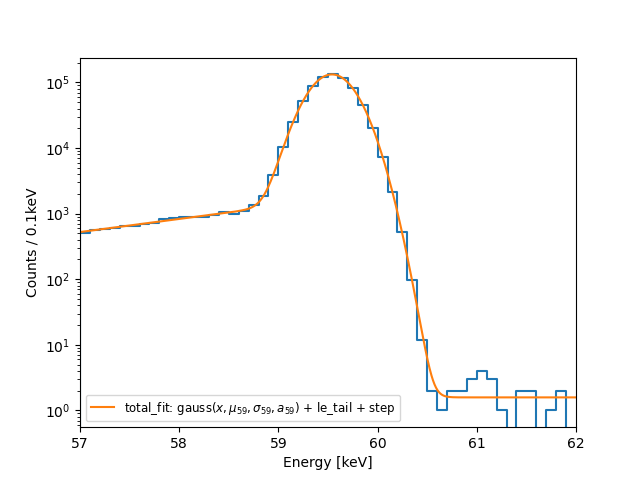 10⁵
10⁴
10³
10²
10¹
10⁰
Counts / 0.1keV
total_fit: gauss(x, μ₅₉, σ₅₉, a₅₉) + le_tail + step
57 58 59 60 61 62
Energy [keV]